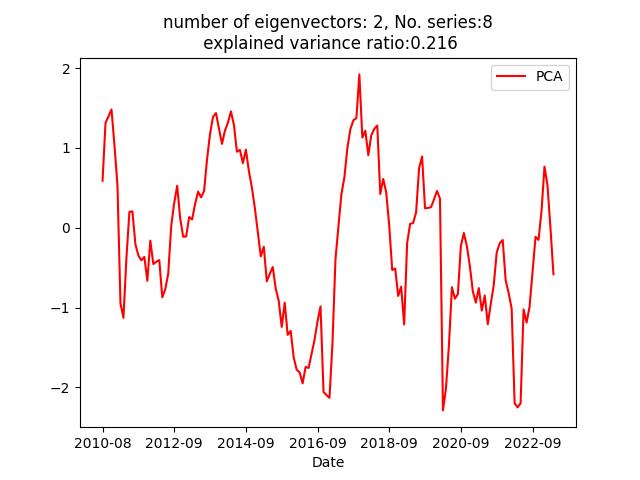 number of eigenvectors: 2, No. series:8
explained variance ratio:0.216
PCA
2
1
0
−1
−2
2010-08 2012-09 2014-09 2016-09 2018-09 2020-09 2022-09
Date